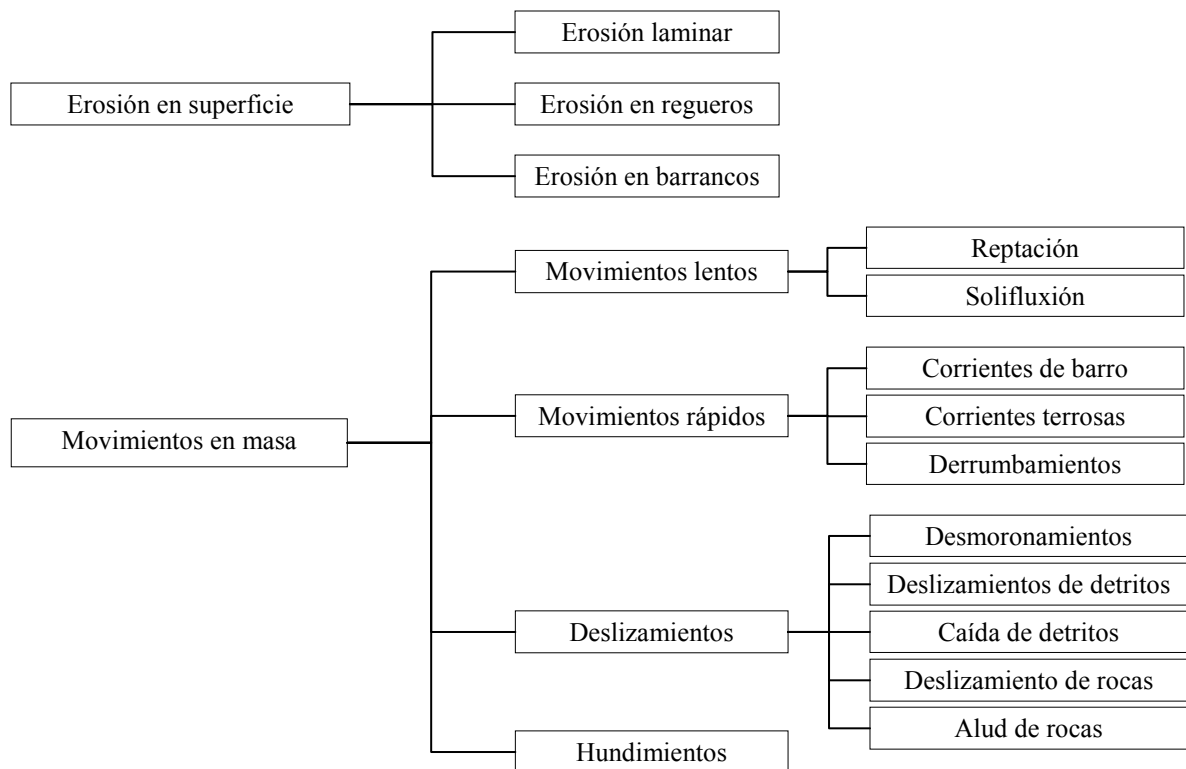 Erosión en superficie
Erosión laminar
Erosión en regueros
Erosión en barrancos
Movimientos en masa
Movimientos lentos
Reptación
Solifluxión
Movimientos rápidos
Corrientes de barro
Corrientes terrosas
Derrumbamientos
Deslizamientos
Desmoronamientos
Deslizamientos de detritos
Caída de detritos
Deslizamiento de rocas
Alud de rocas
Hundimientos